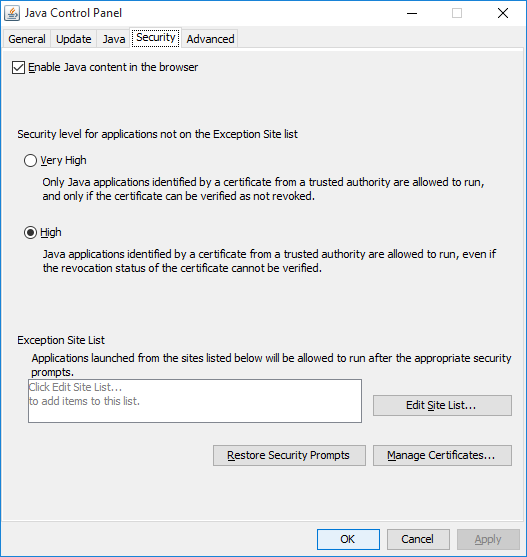 Java Control Panel
General Update Java Security Advanced
Enable Java content in the browser
Security level for applications not on the Exception Site list
Very High
Only Java applications identified by a certificate from a trusted authority are allowed to run,
and only if the certificate can be verified as not revoked.
High
Java applications identified by a certificate from a trusted authority are allowed to run, even if
the revocation status of the certificate cannot be verified.
Exception Site List
Applications launched from the sites listed below will be allowed to run after the appropriate security
prompts.
Click Edit Site List...
to add items to this list.
Edit Site List...
Restore Security Prompts Manage Certificates...
OK Cancel Apply